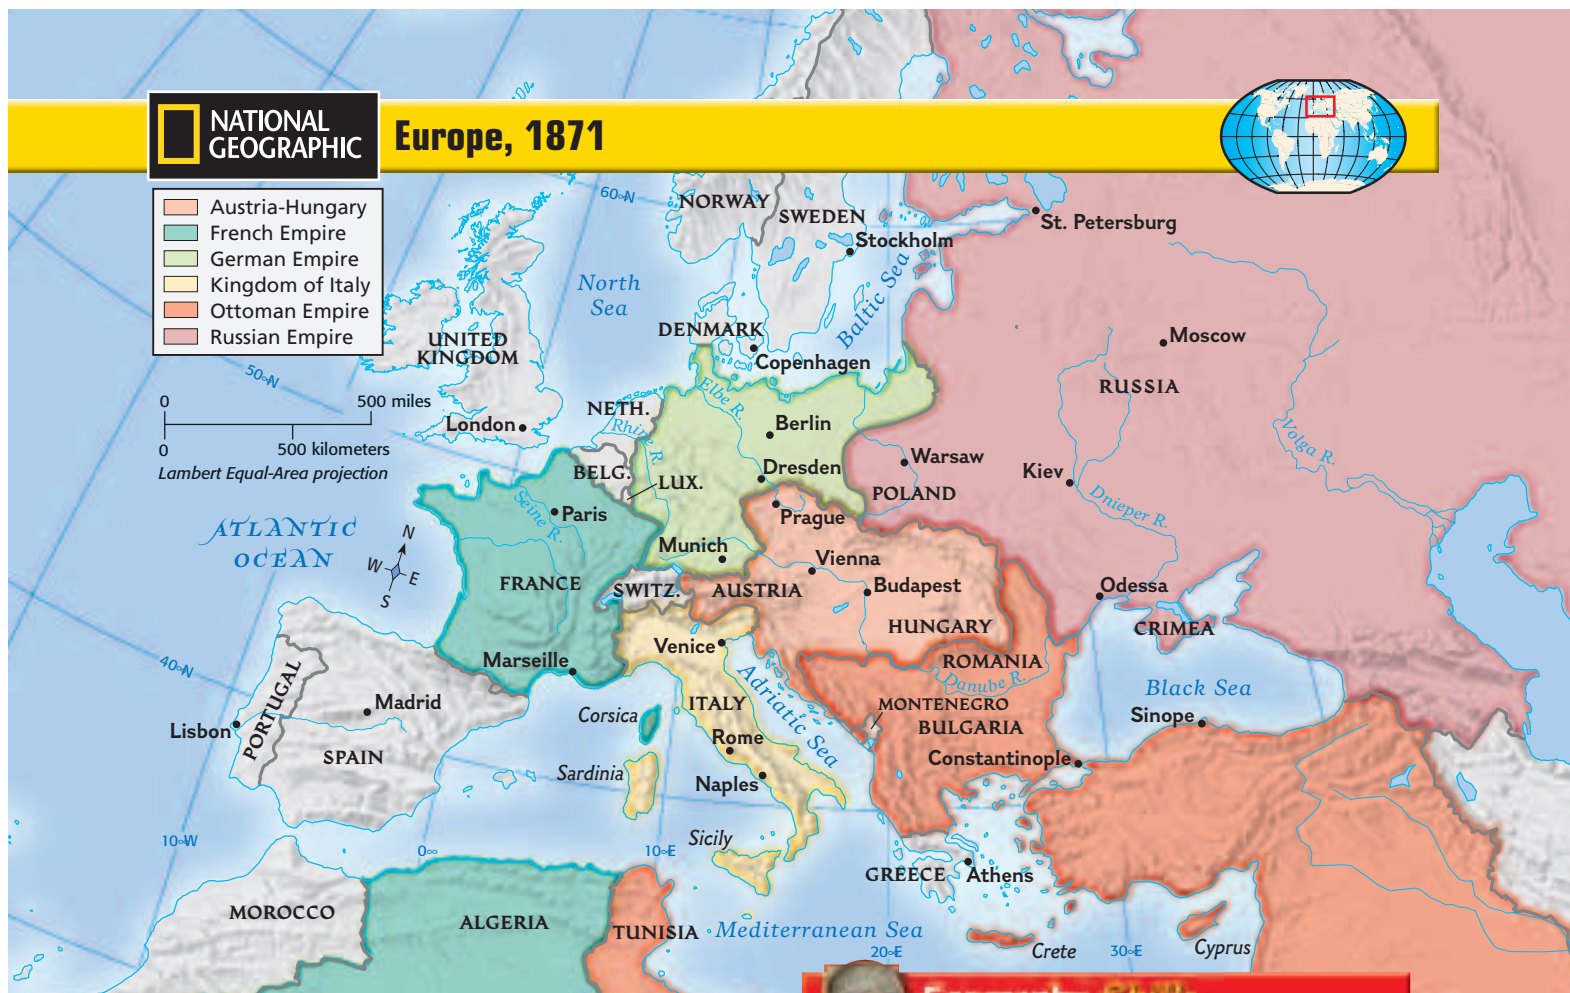 NATIONAL
GEOGRAPHIC
Europe, 1871
Austria-Hungary
French Empire
German Empire
Kingdom of Italy
Ottoman Empire
Russian Empire
0
500 miles
0
500 kilometers
Lambert Equal-Area projection
60∞N
50∞N
40∞N
10∞W
0∞
10∞E
20∞E
30∞E
NORWAY
SWEDEN
Stockholm
St. Petersburg
North
Sea
Baltic Sea
DENMARK
Copenhagen
UNITED
KINGDOM
London
Moscow
RUSSIA
Volga R.
NETH.
Rhine R.
Elbe R.
Berlin
BELG.
LUX.
Dresden
Warsaw
POLAND
Kiev
Dnieper R.
ATLANTIC
OCEAN
N
W
E
S
Seine R.
Paris
Prague
Munich
Vienna
FRANCE
SWITZ.
AUSTRIA
Budapest
HUNGARY
Odessa
CRIMEA
Venice
Marseille
ROMANIA
Danube R.
Black Sea
PORTUGAL
Lisbon
Madrid
SPAIN
Corsica
ITALY
Adriatic Sea
MONTENEGRO
BULGARIA
Sinope
Rome
Sardinia
Naples
Constantinople
Sicily
GREECE
Athens
MOROCCO
ALGERIA
TUNISIA
Mediterranean Sea
Crete
Cyprus